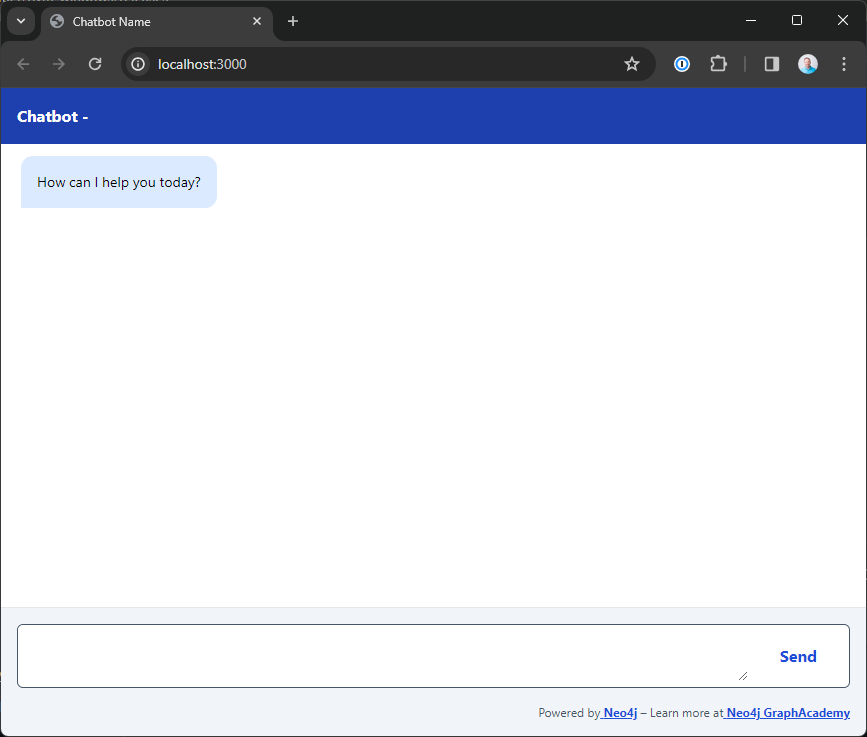 Chatbot Name
localhost:3000
Chatbot -
How can I help you today?
Send
Powered by Neo4j – Learn more at Neo4j GraphAcademy